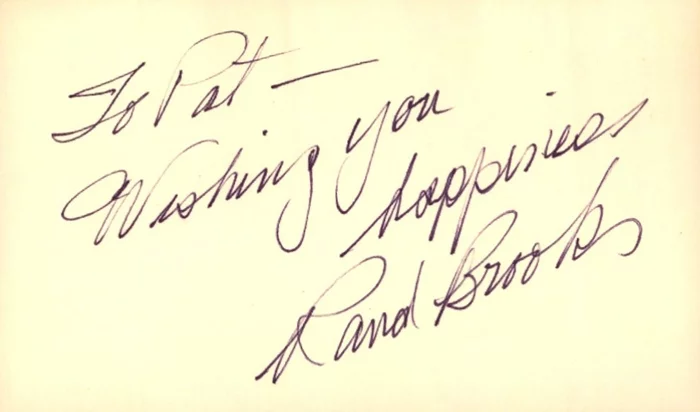 To Pat —
Wishing you
happiness
Rand Brooks